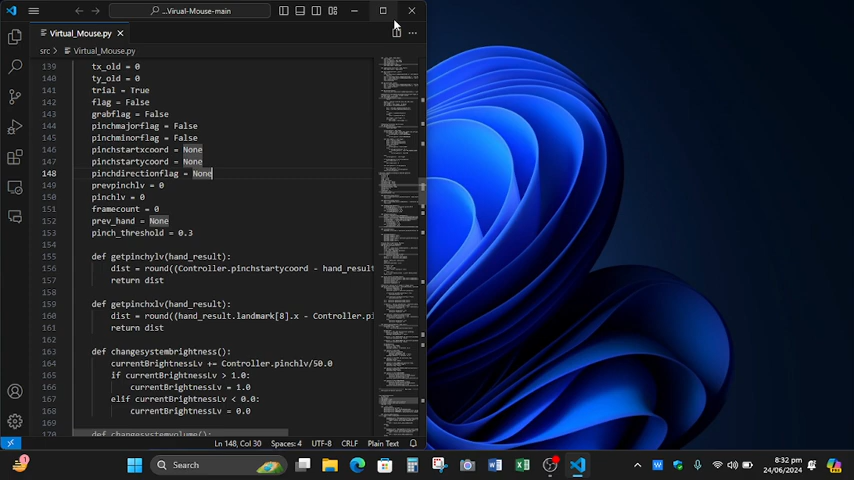 ...Virual-Mouse-main
Virtual_Mouse.py
src > Virtual_Mouse.py
139 tx_old = 0
140 ty_old = 0
141 trial = True
142 flag = False
143 grabflag = False
144 pinchmajorflag = False
145 pinchminorflag = False
146 pinchstartxcoord = None
147 pinchstartycoord = None
148 pinchdirectionflag = None
149 prevpinchlv = 0
150 pinchlv = 0
151 framecount = 0
152 prev_hand = None
153 pinch_threshold = 0.3
154
155 def getpinchylv(hand_result):
156 dist = round((Controller.pinchstartycoord - hand_result
157 return dist
158
159 def getpinchxlv(hand_result):
160 dist = round((hand_result.landmark[8].x - Controller.pi
161 return dist
162
163 def changesystembrightness():
164 currentBrightnessLv += Controller.pinchlv/50.0
165 if currentBrightnessLv > 1.0:
166 currentBrightnessLv = 1.0
167 elif currentBrightnessLv < 0.0:
168 currentBrightnessLv = 0.0
169
170 def changesystemvolume():
Ln 148, Col 30 Spaces: 4 UTF-8 CRLF Plain Text
1 Search 8:32 pm
24/06/2024